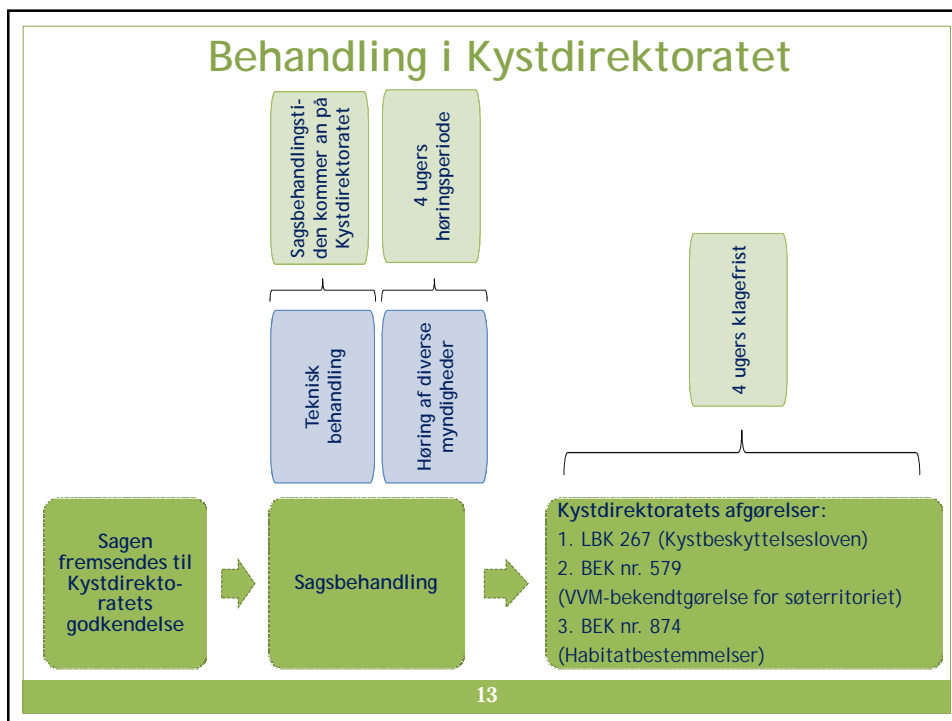 Behandling i Kystdirektoratet
Sagsbehandlingsti-
den kommer an på
Kystdirektoratet
4 ugers
høringsperiode
4 ugers klagefrist
Teknisk
behandling
Høring af diverse
myndigheder
Sagen
fremsendes til
Kystdirekto-
ratets
godkendelse
Sagsbehandling
Kystdirektoratets afgørelser:
1. LBK 267 (Kystbeskyttelsesloven)
2. BEK nr. 579
(VVM-bekendtgørelse for søterritoriet)
3. BEK nr. 874
(Habitatbestemmelser)
13